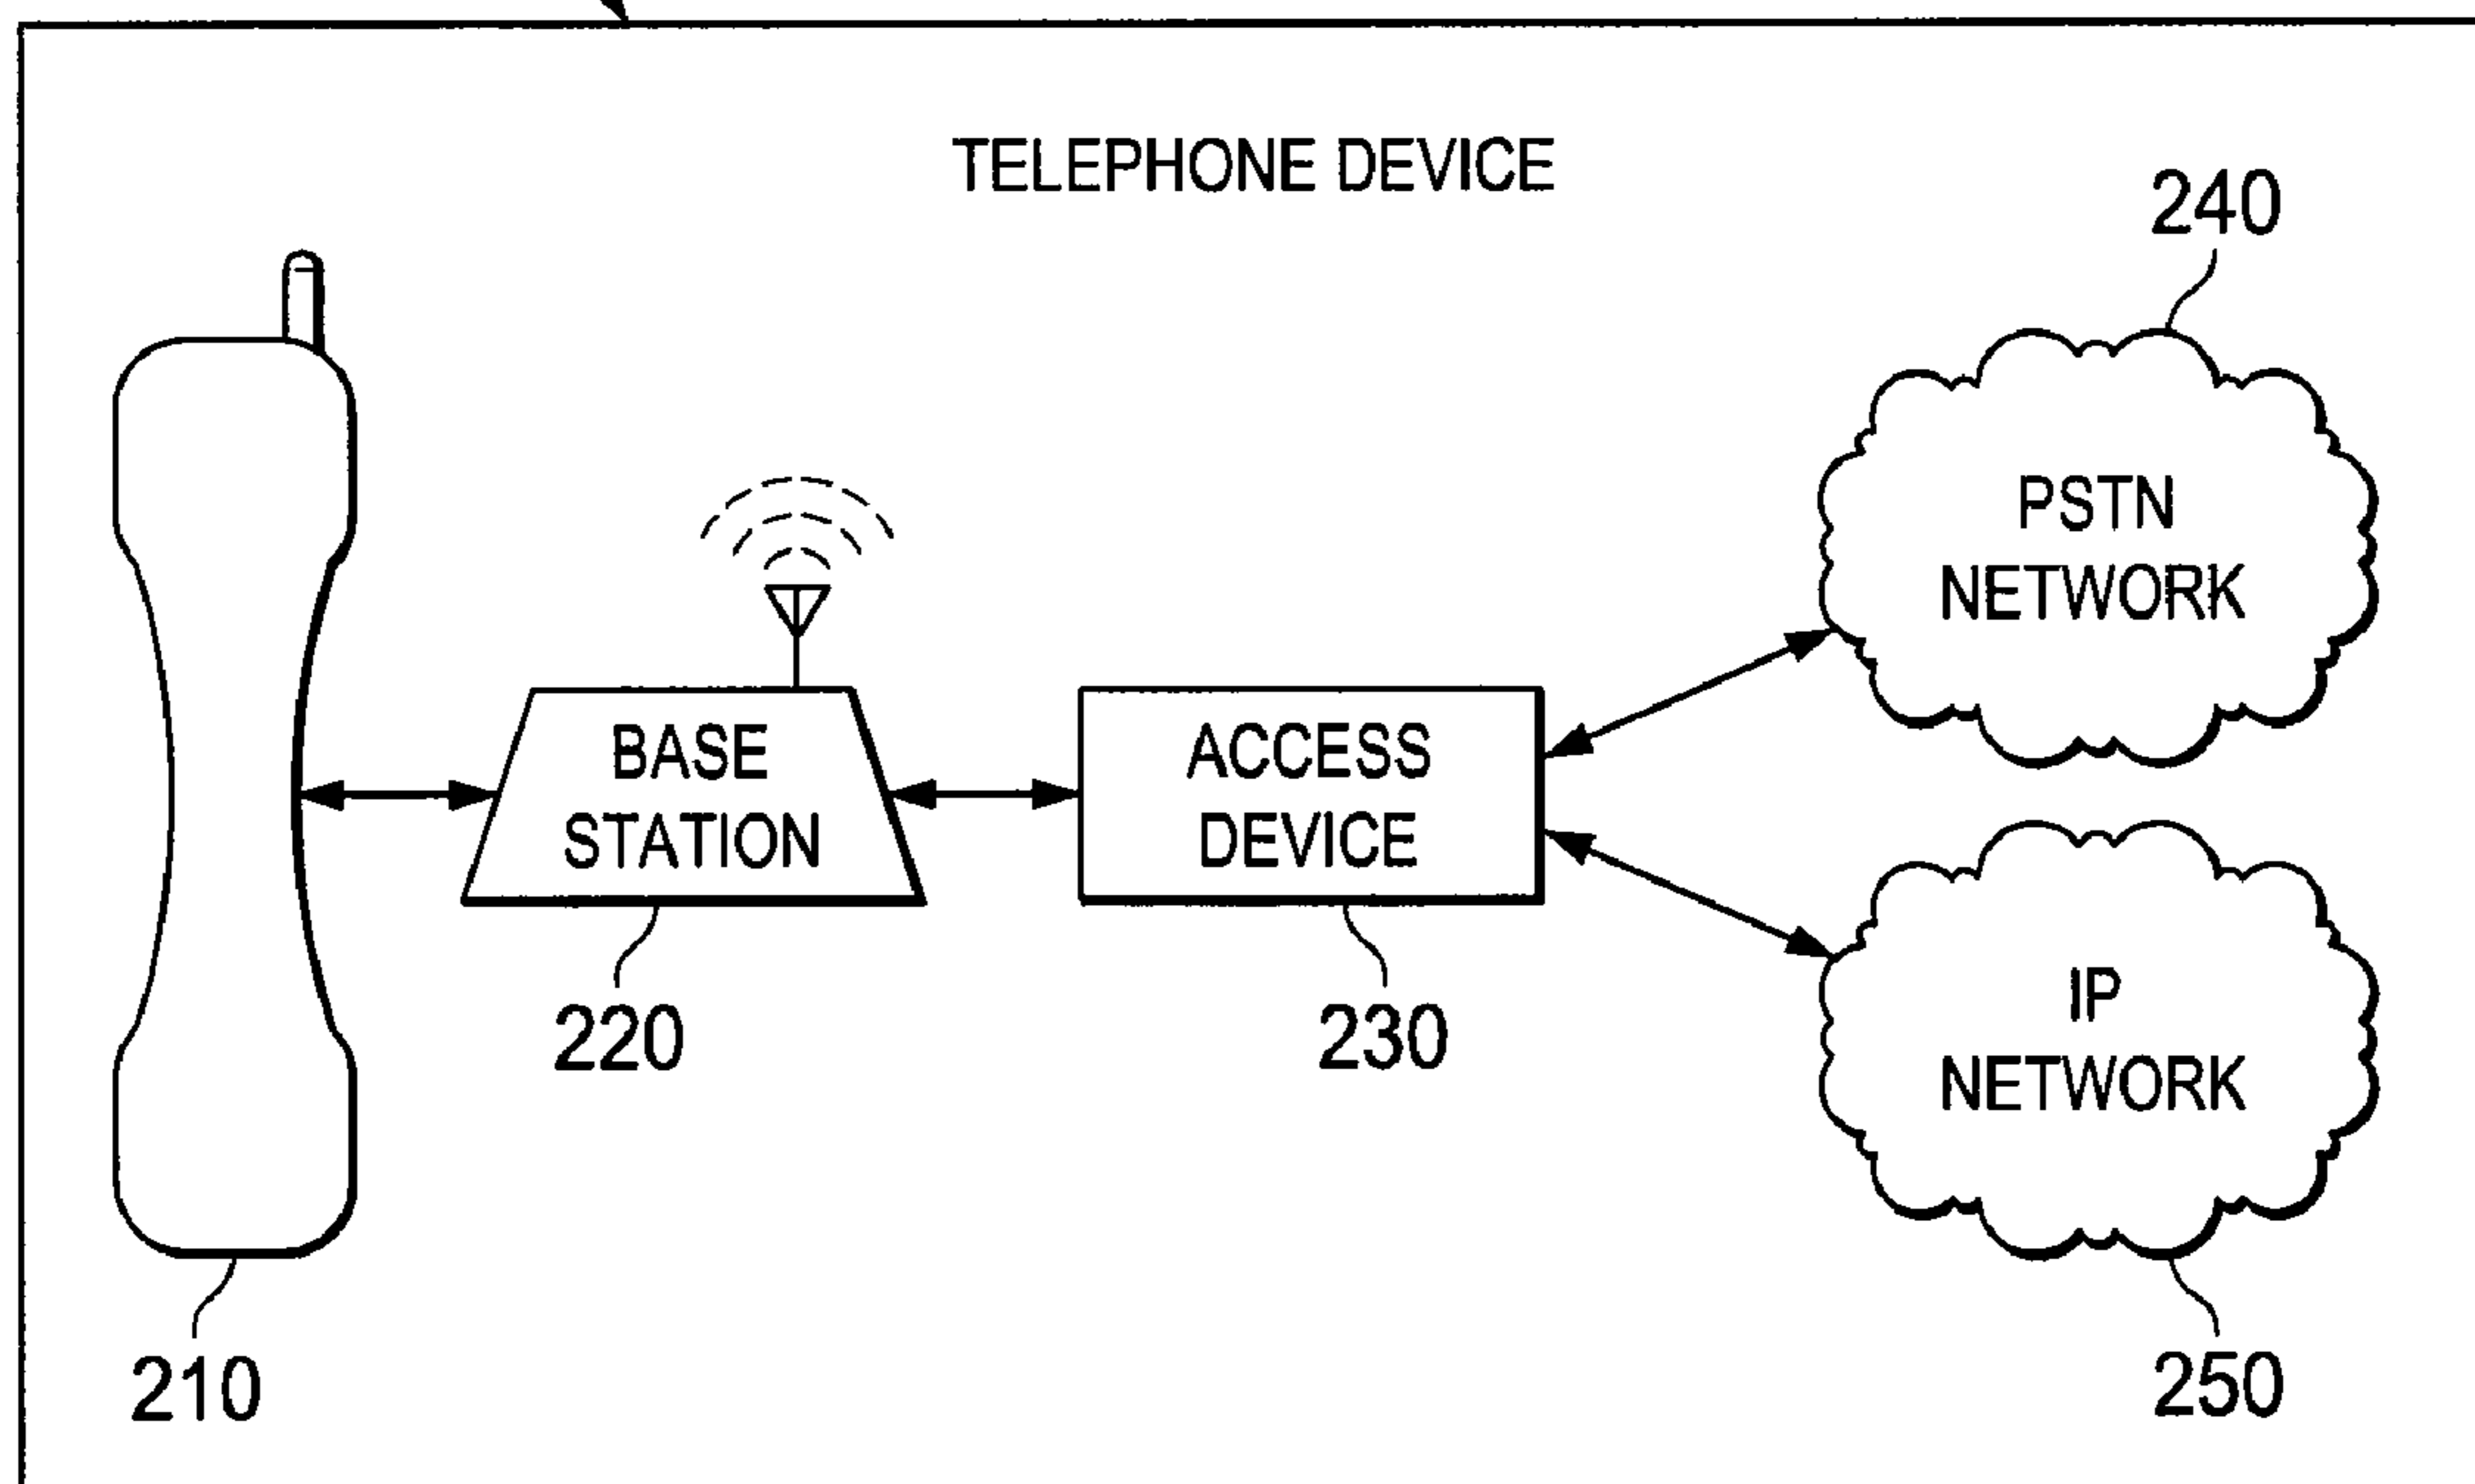 TELEPHONE DEVICE
240
PSTN
NETWORK
BASE
STATION
ACCESS
DEVICE
220
230
IP
NETWORK
210
250